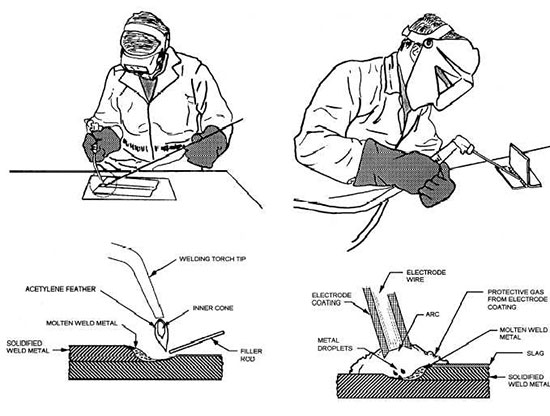 WELDING TORCH TIP
ACETYLENE FEATHER
INNER CONE
MOLTEN WELD METAL
SOLIDIFIED
WELD METAL
FILLER
ROD
ELECTRODE
WIRE
ELECTRODE
COATING
PROTECTIVE GAS
FROM ELECTRODE
COATING
ARC
METAL
DROPLETS
MOLTEN WELD
METAL
SLAG
SOLIDIFIED
WELD METAL